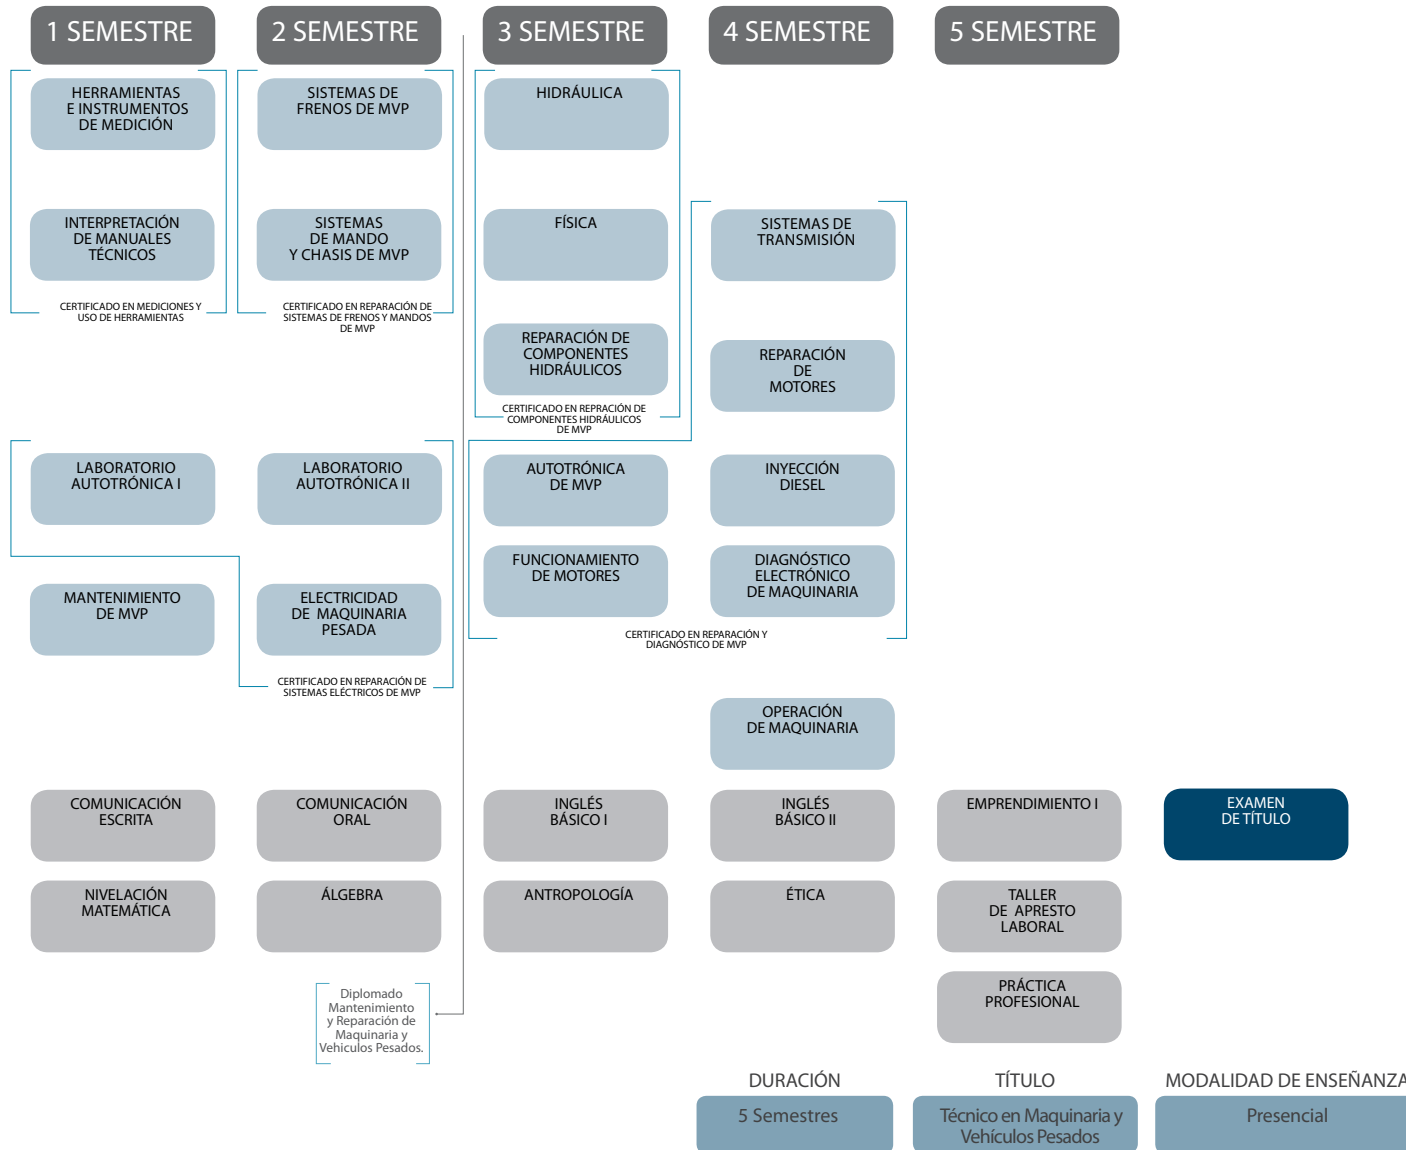 1 SEMESTRE
2 SEMESTRE
3 SEMESTRE
4 SEMESTRE
5 SEMESTRE
HERRAMIENTAS
E INSTRUMENTOS
DE MEDICIÓN
SISTEMAS DE
FRENOS DE MVP
HIDRÁULICA
INTERPRETACIÓN
DE MANUALES
TÉCNICOS
SISTEMAS
DE MANDO
Y CHASIS DE MVP
FÍSICA
SISTEMAS DE
TRANSMISIÓN
CERTIFICADO EN MEDICIONES Y
USO DE HERRAMIENTAS
CERTIFICADO EN REPARACIÓN DE
SISTEMAS DE FRENOS Y MANDOS
DE MVP
REPARACIÓN DE
COMPONENTES
HIDRÁULICOS
REPARACIÓN
DE
MOTORES
CERTIFICADO EN REPRACIÓN DE
COMPONENTES HIDRÁULICOS
DE MVP
LABORATORIO
AUTOTRÓNICA I
LABORATORIO
AUTOTRÓNICA II
AUTOTRÓNICA
DE MVP
INYECCIÓN
DIESEL
FUNCIONAMIENTO
DE MOTORES
DIAGNÓSTICO
ELECTRÓNICO
DE MAQUINARIA
MANTENIMIENTO
DE MVP
ELECTRICIDAD
DE MAQUINARIA
PESADA
CERTIFICADO EN REPARACIÓN Y
DIAGNÓSTICO DE MVP
CERTIFICADO EN REPARACIÓN DE
SISTEMAS ELÉCTRICOS DE MVP
OPERACIÓN
DE MAQUINARIA
COMUNICACIÓN
ESCRITA
COMUNICACIÓN
ORAL
INGLÉS
BÁSICO I
INGLÉS
BÁSICO II
EMPRENDIMIENTO I
EXAMEN
DE TÍTULO
NIVELACIÓN
MATEMÁTICA
ÁLGEBRA
ANTROPOLOGÍA
ÉTICA
TALLER
DE APRESTO
LABORAL
PRÁCTICA
PROFESIONAL
Diplomado
Mantenimiento
y Reparación de
Maquinaria y
Vehiculos Pesados.
DURACIÓN
TÍTULO
MODALIDAD DE ENSEÑANZA
5 Semestres
Técnico en Maquinaria y
Vehículos Pesados
Presencial